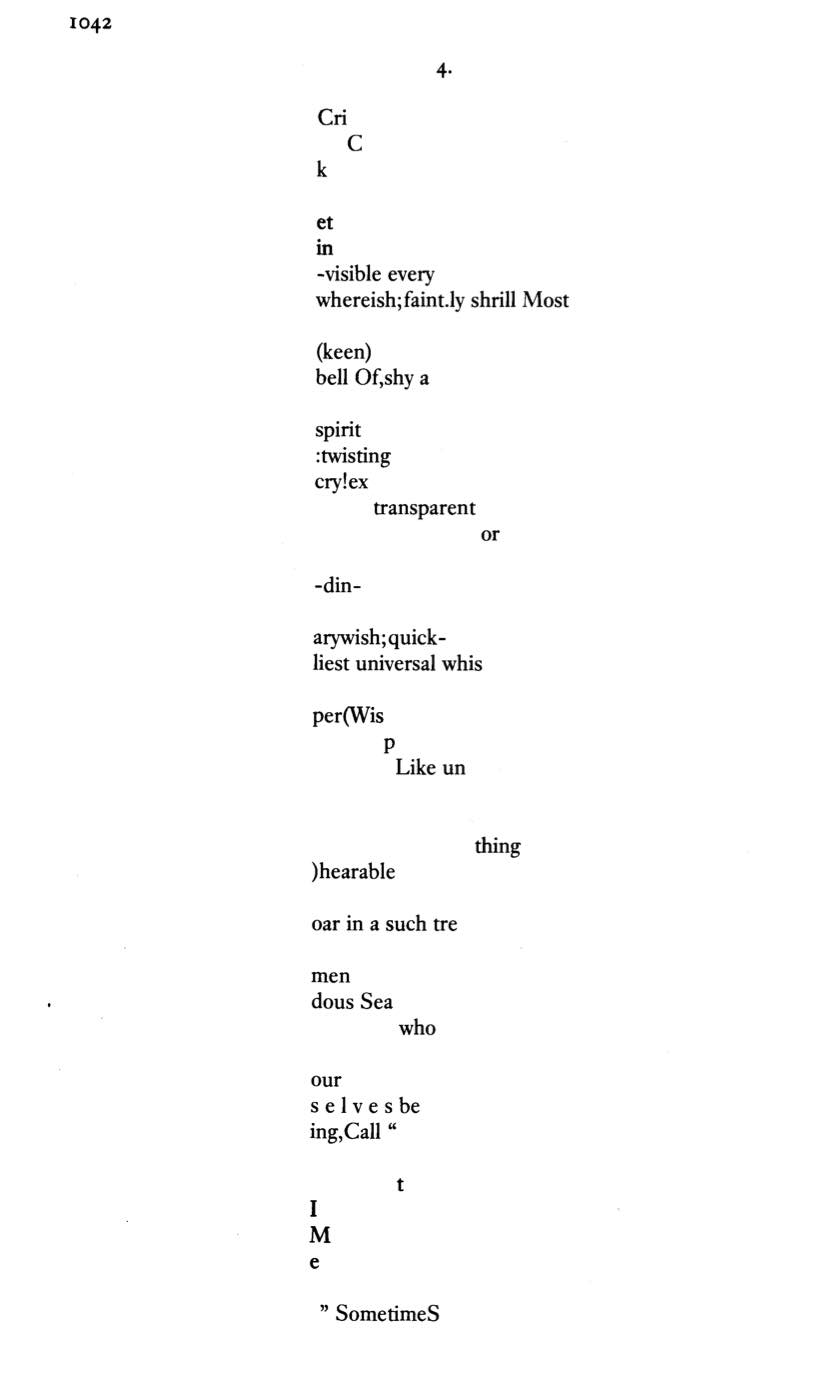 1042
4.
Cri
C
k
et
in
-visible every
whereish;faint.ly shrill Most
(keen)
bell Of,shy a
spirit
:twisting
cry!ex
transparent
or
-din-
arywish;quick-
liest universal whis
per(Wis
p
Like un
thing
)hearable
oar in a such tre
men
dous Sea
who
our
s e l v e s be
ing,Call “
t
I
M
e
” SometimeS